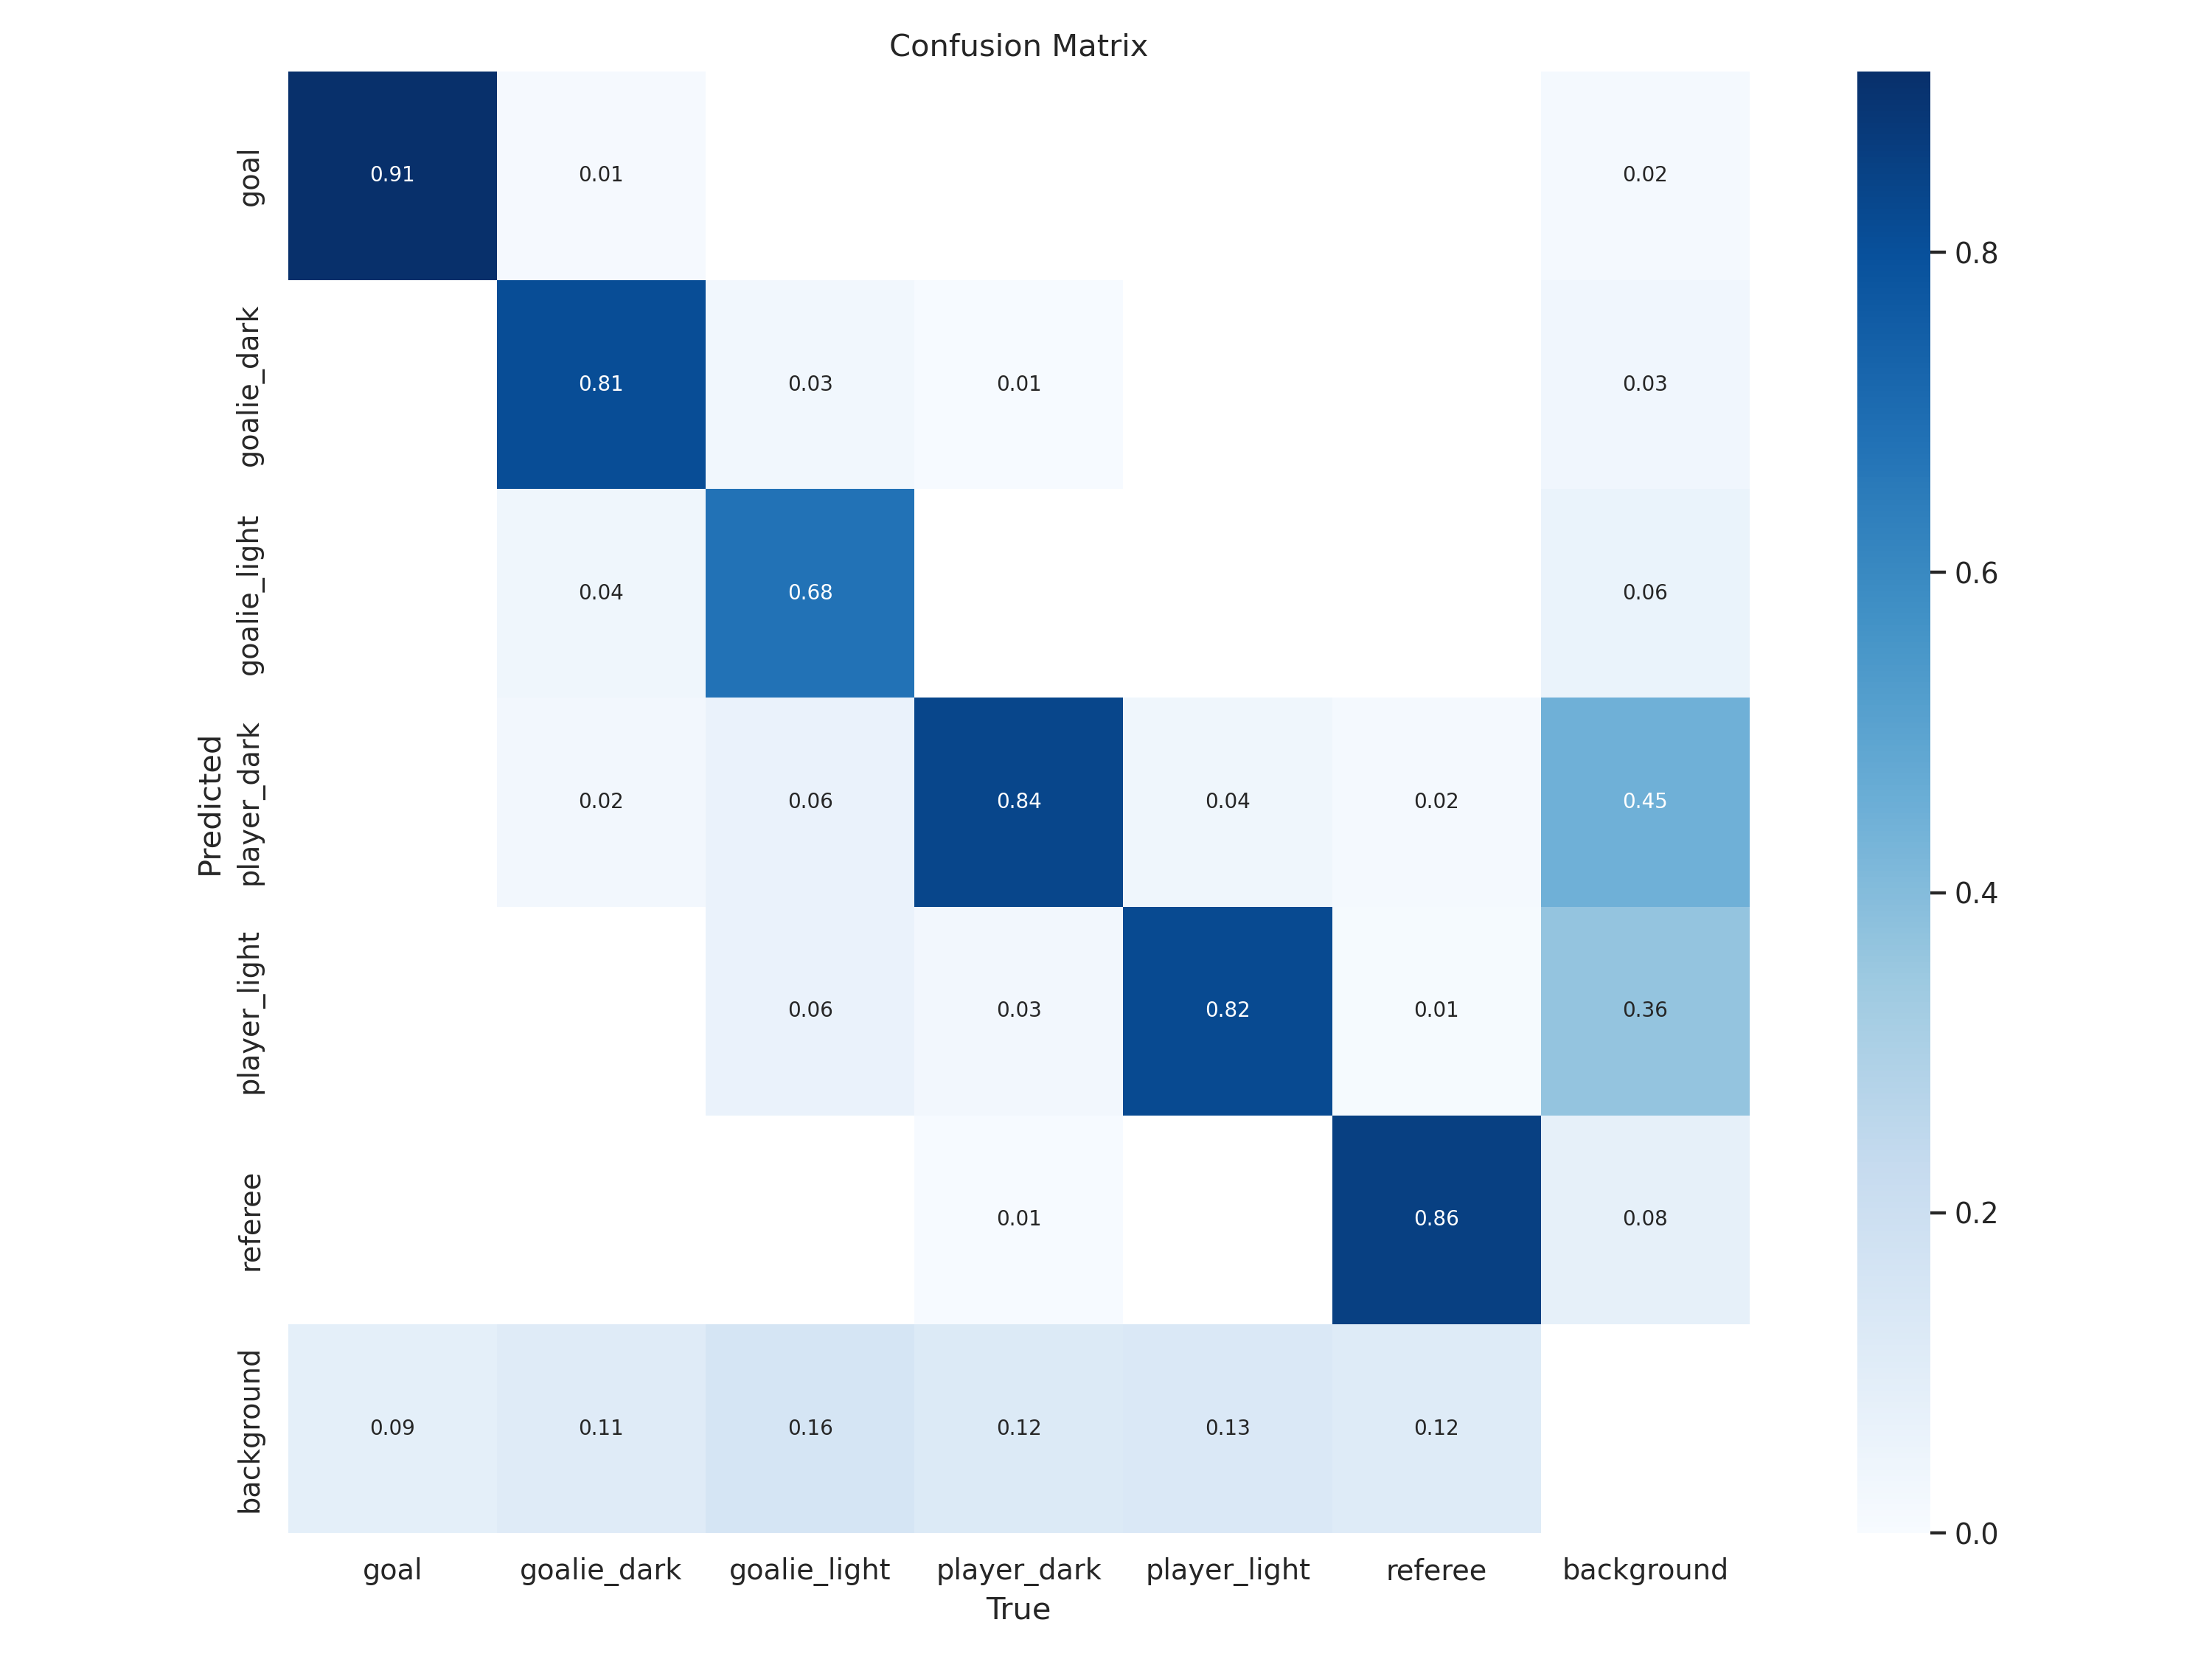 Confusion Matrix
goal
0.91
0.01
0.02
0.8
goalie_dark
0.81
0.03
0.01
0.03
goalie_light
0.04
0.68
0.06
0.6
Predicted
player_dark
0.02
0.06
0.84
0.04
0.02
0.45
0.4
player_light
0.06
0.03
0.82
0.01
0.36
referee
0.01
0.86
0.08
0.2
background
0.09
0.11
0.16
0.12
0.13
0.12
0.0
goal
goalie_dark
goalie_light
player_dark
player_light
referee
background
True